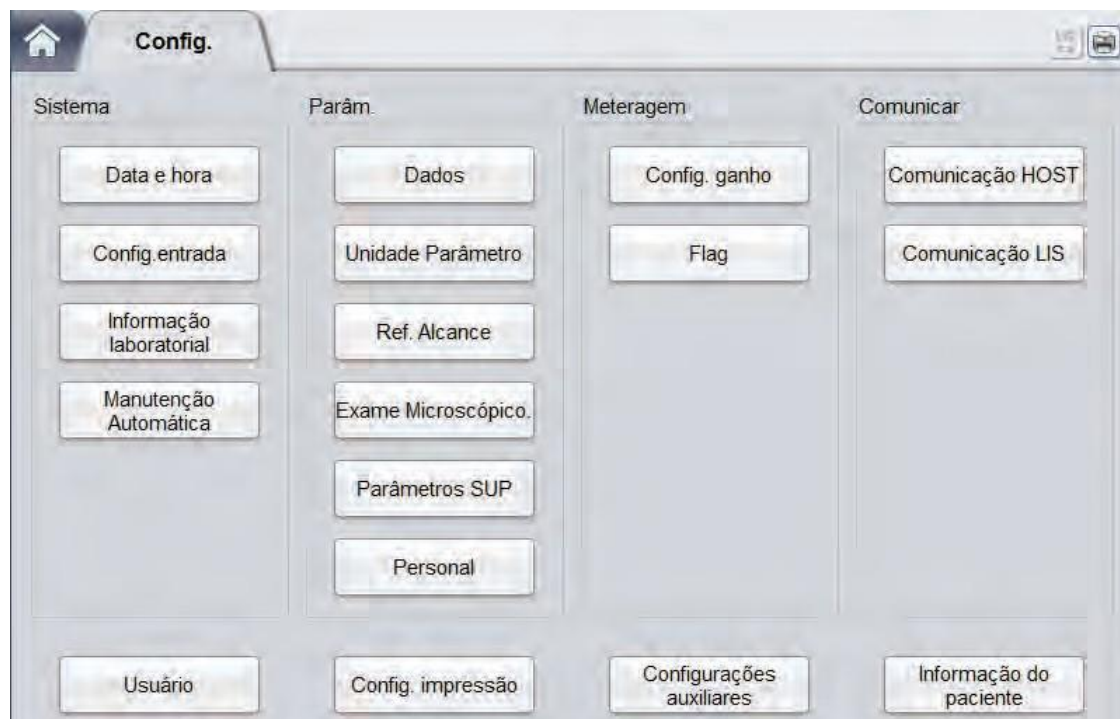 Config.
Sistema
Parâm.
Meteragem
Comunicar
Data e hora
Dados
Config. ganho
Comunicação HOST
Config.entrada
Unidade Parâmetro
Flag
Comunicação LIS
Informação
laboratorial
Ref. Alcance
Manutenção
Automática
Exame Microscópico.
Parâmetros SUP
Personal
Usuário
Config. impressão
Configurações
auxiliares
Informação do
paciente